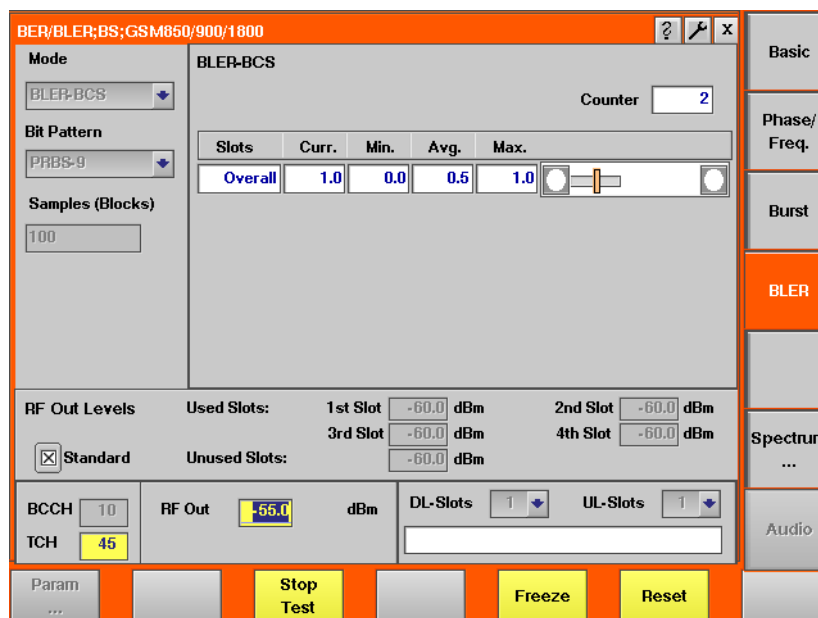 BER/BLER;BS;GSM850/900/1800
? x
Mode
BLER-BCS
Bit Pattern
PRBS-9
Samples (Blocks)
100
BLER-BCS
Counter 2
Slots Curr. Min. Avg. Max.
Overall 1.0 0.0 0.5 1.0
RF Out Levels
Standard
Used Slots: 1st Slot -60.0 dBm 2nd Slot -60.0 dBm
3rd Slot -60.0 dBm 4th Slot -60.0 dBm
Unused Slots: -60.0 dBm
BCCH 10
TCH 45
RF Out -55.0 dBm
DL-Slots 1 UL-Slots 1
Basic
Phase/
Freq.
Burst
BLER
Spectrum
...
Audio
Param
...
Stop
Test
Freeze
Reset